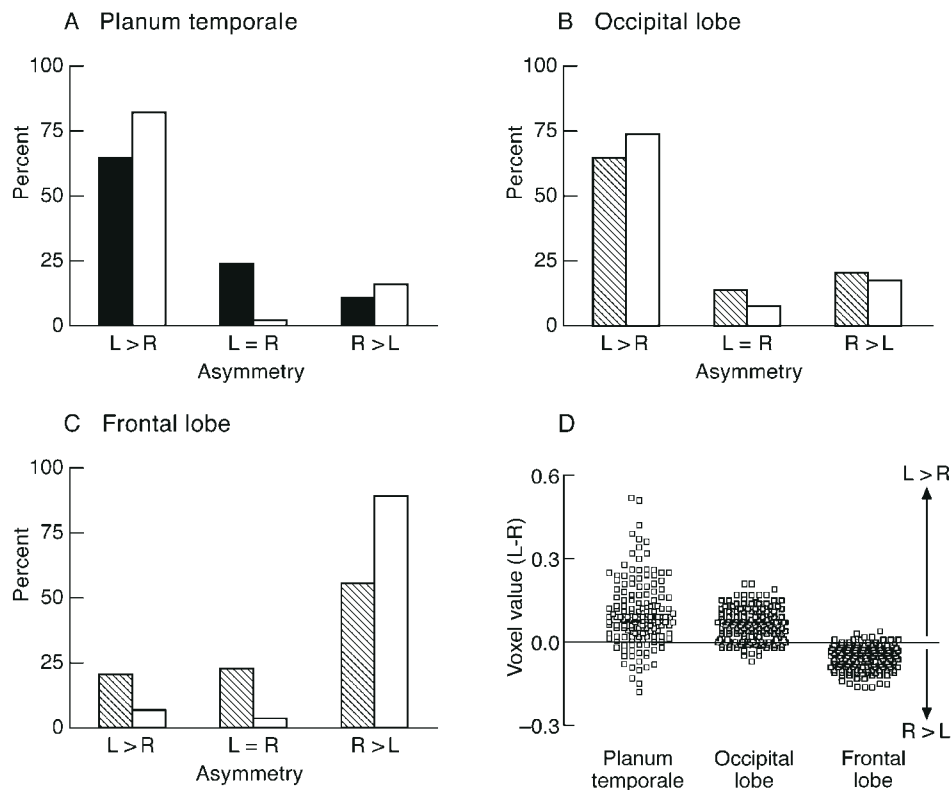 A Planum temporale
100
75
50
25
0
Percent
L > R
L = R
R > L
Asymmetry
B Occipital lobe
100
75
50
25
0
Percent
L > R
L = R
R > L
Asymmetry
C Frontal lobe
100
75
50
25
0
Percent
L > R
L = R
R > L
Asymmetry
D
0.6
0.3
0.0
−0.3
Voxel value (L-R)
L > R
R > L
Planum
temporale
Occipital
lobe
Frontal
lobe